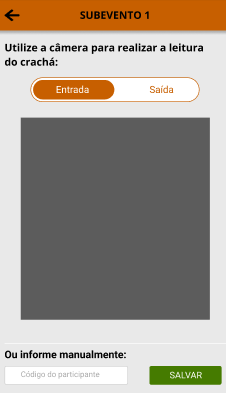 SUBEVENTO 1
Utilize a câmera para realizar a leitura
do crachá:
Entrada
Saída
Ou informe manualmente:
Código do participante
SALVAR